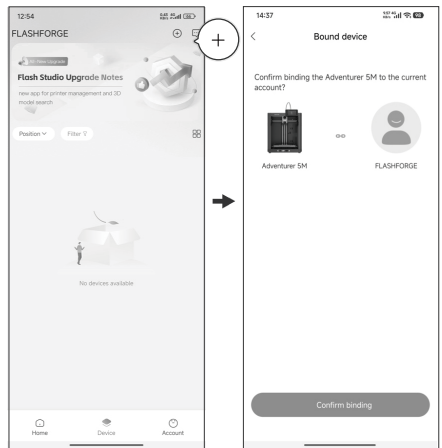 12:54
FLASHFORGE
Flash Studio Upgrade Notes
new app for printer management and 3D
model search
Position
Filter
No devices available
Home
Device
Account
14:37
Bound device
Confirm binding the Adventurer 5M to the current
account?
Adventurer 5M
FLASHFORGE
Confirm binding